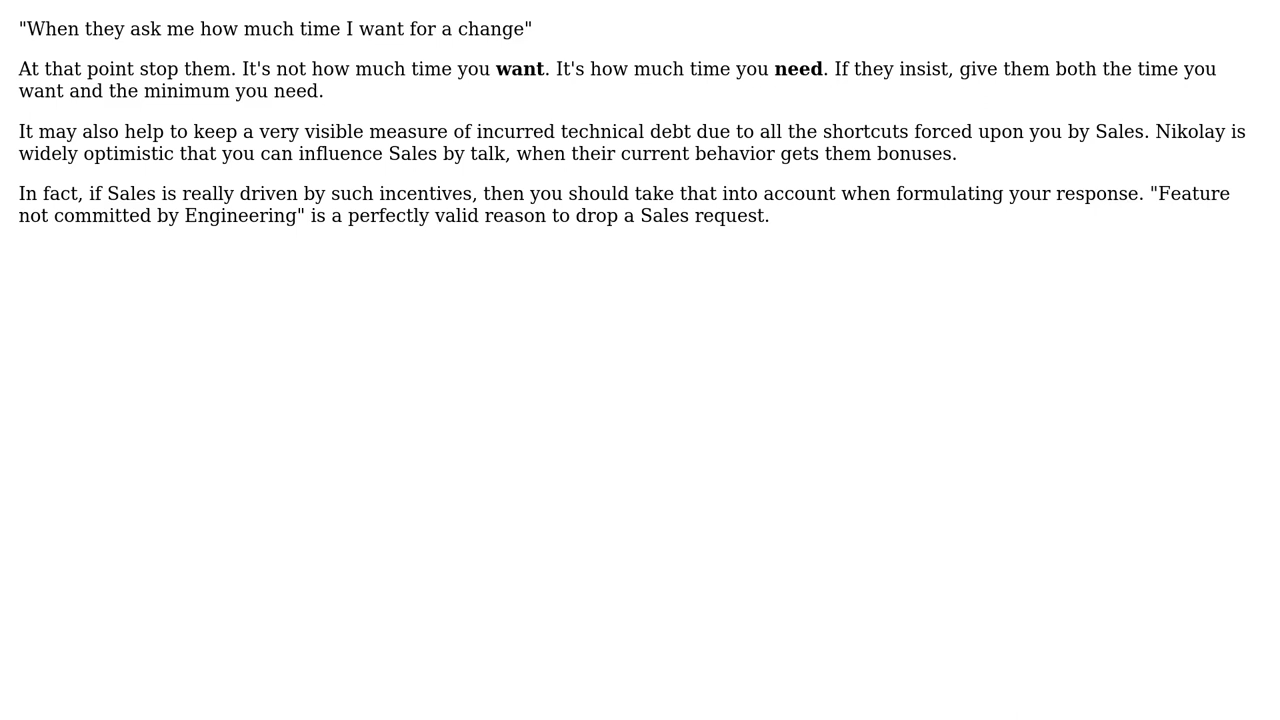 "When they ask me how much time I want for a change"
At that point stop them. It's not how much time you want. It's how much time you need. If they insist, give them both the time you
want and the minimum you need.
It may also help to keep a very visible measure of incurred technical debt due to all the shortcuts forced upon you by Sales. Nikolay is
widely optimistic that you can influence Sales by talk, when their current behavior gets them bonuses.
In fact, if Sales is really driven by such incentives, then you should take that into account when formulating your response. "Feature
not committed by Engineering" is a perfectly valid reason to drop a Sales request.